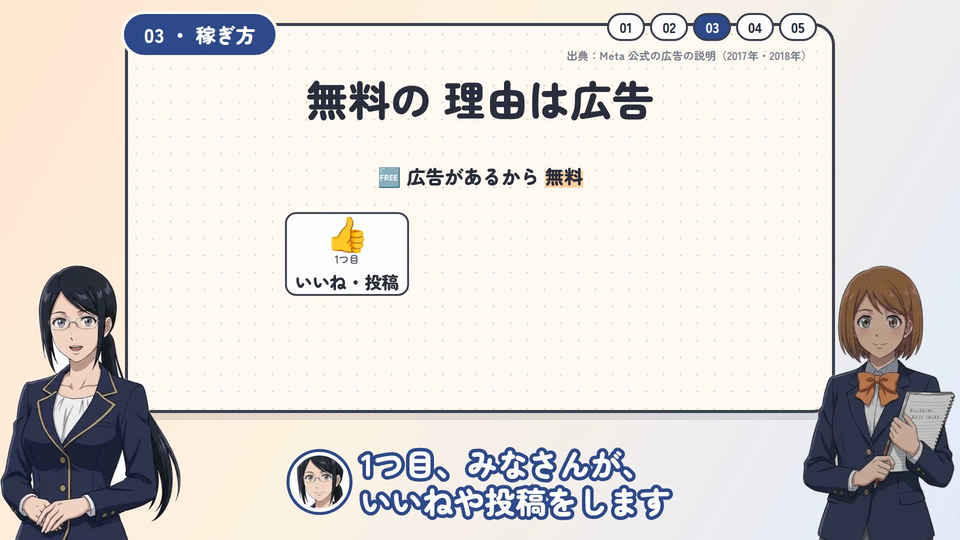 03 ・ 稼ぎ方
01 02 03 04 05
出典：Meta 公式の広告の説明（2017年・2018年）
無料の 理由は広告
FREE 広告があるから 無料
1つ目
いいね・投稿
1つ目、みなさんが、
いいねや投稿をします